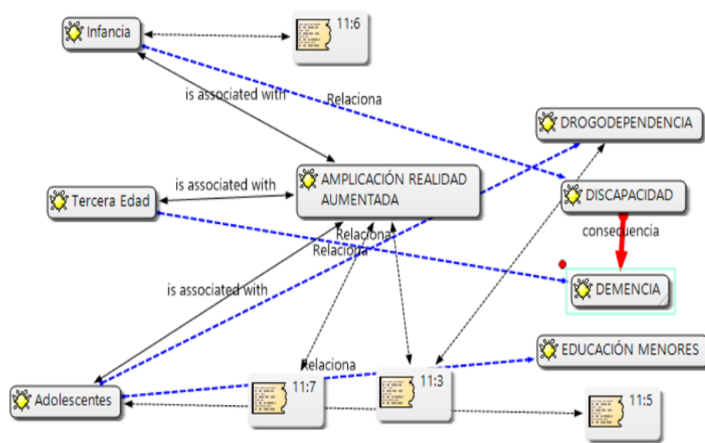 Infancia
11:6
is associated with
Relaciona
DROGODEPENDENCIA
is associated with
AMPLICACIÓN REALIDAD
AUMENTADA
DISCAPACIDAD
Tercera Edad
consequencia
Relaciona
Relaciona
DEMENCIA
is associated with
EDUCACIÓN MENORES
Relaciona
11:7
11:3
Adolescentes
11:5